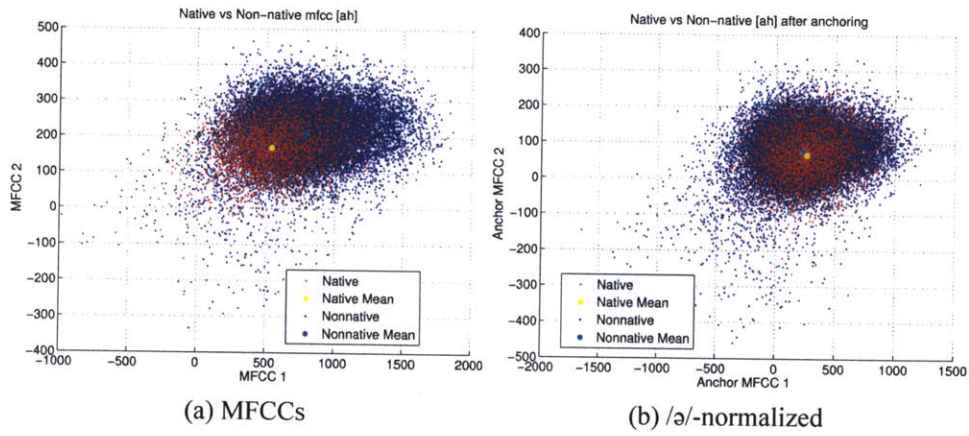 Native vs Non-native mfcc [ah]
500
400
300
200
100
0
−100
−200
−300
−400
MFCC 2
−1000 −500 0 500 1000 1500 2000
MFCC 1
Native
Native Mean
Nonnative
Nonnative Mean
(a) MFCCs
Native vs Non-native [ah] after anchoring
400
300
200
100
0
−100
−200
−300
−400
−500
Anchor MFCC 2
−2000 −1500 −1000 −500 0 500 1000 1500
Anchor MFCC 1
Native
Native Mean
Nonnative
Nonnative Mean
(b) /ə/-normalized